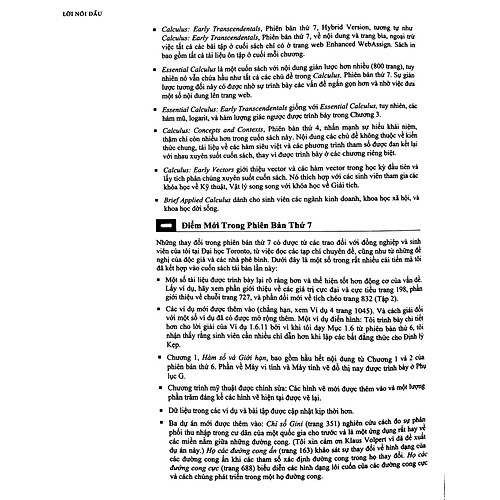 LỜI NÓI ĐẦU
Calculus: Early Transcendentals, Phiên bản thứ 7, Hybrid Version, tương tự như
Calculus: Early Transcendentals, Phiên bản thứ 7, về nội dung và trang bìa, ngoại trừ
việc tất cả các bài tập ở cuối sách chỉ có ở trang web Enhanced WebAssign. Sách in
bao gồm tất cả tài liệu ôn tập ở cuối mỗi chương.
Essential Calculus là một cuốn sách với nội dung giản lược hơn nhiều (800 trang), tuy
nhiên nó vẫn chứa hầu như tất cả các chủ đề trong Calculus, Phiên bản thứ 7. Sự giản
lược tương đối này có được nhờ sự trình bày các vấn đề ngắn gọn hơn và nhờ việc đưa
một số nội dung lên trang web.
Essential Calculus: Early Transcendentals giống với Essential Calculus, tuy nhiên, các
hàm mũ, logarit, và hàm lượng giác ngược được trình bày trong Chương 3.
Calculus: Concepts and Contexts, Phiên bản thứ 4, nhấn mạnh sự hiểu khái niệm,
thậm chí còn nhiều hơn trong cuốn sách này. Nội dung các chủ đề không thuộc về kiến
thức chung, tài liệu về các hàm siêu việt và các phương trình tham số được đan kết lại
với nhau xuyên suốt cuốn sách, thay vì được trình bày ở các chương riêng biệt.
Calculus: Early Vectors giới thiệu vectơ và các hàm vectơ trong học kỳ đầu tiên và
lấy tích phân chúng xuyên suốt cuốn sách. Nó thích hợp với các sinh viên tham gia các
khóa học về Kỹ thuật, Vật lý song song với khóa học về Giải tích.
Brief Applied Calculus dành cho sinh viên các ngành kinh doanh, khoa học xã hội, và
khoa học đời sống.
Điểm Mới Trong Phiên Bản Thứ 7
Những thay đổi trong phiên bản thứ 7 có được từ các trao đổi với đồng nghiệp và sinh
viên của tôi tại Đại học Toronto, từ việc đọc các tạp chí chuyên đề, cũng như từ những đề
nghị của độc giả và các nhà phê bình. Dưới đây là một số trong rất nhiều cải tiến mà tôi
đã kết hợp vào cuốn sách tái bản lần này:
Một số tài liệu được trình bày lại rõ ràng hơn và thể hiện tốt hơn động cơ của vấn đề.
Lấy ví dụ, hãy xem phần giới thiệu về các giá trị cực đại và cực tiểu trang 198, phần
giới thiệu về chuỗi trang 727, và phần đổi mới về tích chéo trang 832 (Tập 2).
Các ví dụ mới được thêm vào (chẳng hạn, xem Ví dụ 4 trang 1045). Và cách giải đối
với một số ví dụ đã có được mở rộng thêm. Một ví dụ điển hình: Tôi trình bày chi tiết
hơn cho lời giải của Ví dụ 1.6.11 bởi vì khi tôi dạy Mục 1.6 từ phiên bản thứ 6, tôi
nhận thấy rằng sinh viên cần nhiều chỉ dẫn hơn khi lập các bất đẳng thức cho Định lý
Kẹp.
Chương 1, Hàm số và Giới hạn, bao gồm hầu hết nội dung từ Chương 1 và 2 của
phiên bản thứ 6. Phần về Máy vi tính và Máy tính vẽ đồ thị nay được trình bày ở Phụ
lục G.
Chương trình mỹ thuật được chỉnh sửa: Các hình vẽ mới được thêm vào và một lượng
phần trăm đáng kể các hình vẽ hiện tại được vẽ lại.
Dữ liệu trong các ví dụ và bài tập được cập nhật kịp thời hơn.
Ba dự án mới được thêm vào: Chỉ số Gini (trang 351) nghiên cứu cách đo sự phân
phối thu nhập trong cư dân của một quốc gia cho trước và là một ứng dụng rất hay về
các miền nằm giữa những đường cong. (Tôi xin cám ơn Klaus Volpert vì đã đề xuất
dự án này.) Họ các đường cong ẩn (trang 163) khảo sát sự thay đổi về hình dạng của
các đường cong ẩn khi các tham số xác định đường cong trong họ thay đổi. Họ các
đường cong cực (trang 688) biểu diễn các hình dạng lôi cuốn của các đường cong cực
và cách chúng phát triển trong một họ đường cong.